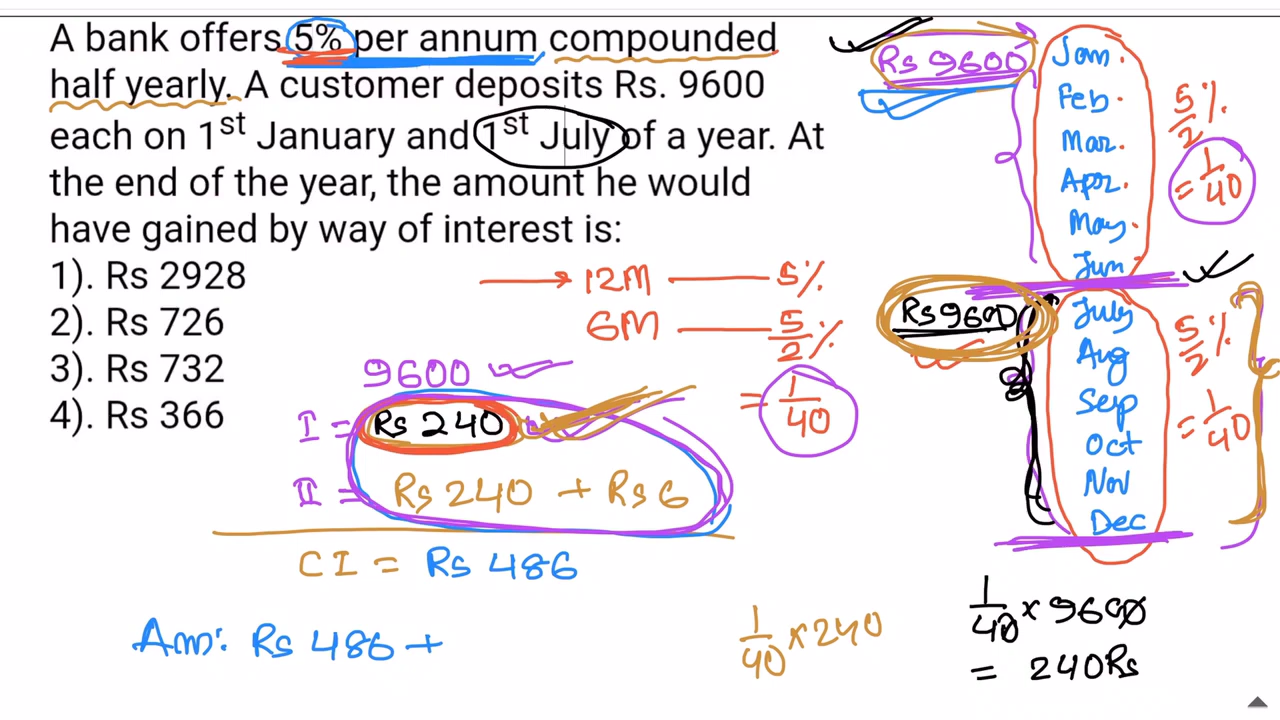 A bank offers 5% per annum compounded
half yearly. A customer deposits Rs. 9600
each on 1st January and 1st July of a year. At
the end of the year, the amount he would
have gained by way of interest is:
1). Rs 2928
2). Rs 726
3). Rs 732
4). Rs 366
→ 12M — 5%
6M — 5/2 %
= 1/40
9600
I = Rs 240
II = Rs 240 + Rs 6
CI = Rs 486
Ans: Rs 486 +
1/40 × 240
Rs 9600
Jan.
Feb.
Mar.
Apr.
May.
Jun
5/2 %
= 1/40
Rs 9600
July
Aug
Sep
Oct
Nov
Dec
5/2 %
= 1/40
1/40 × 9600
= 240Rs